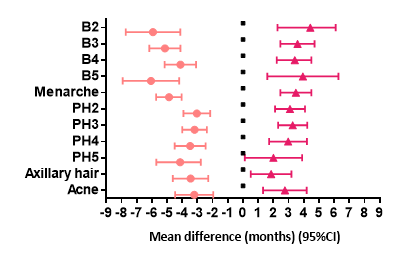 B2
B3
B4
B5
Menarche
PH2
PH3
PH4
PH5
Axillary hair
Acne
-9 -8 -7 -6 -5 -4 -3 -2 -1 0 1 2 3 4 5 6 7 8 9
Mean difference (months) (95%CI)